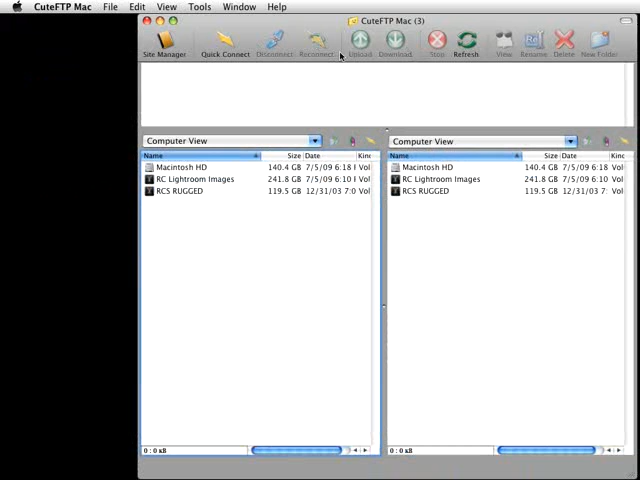 CuteFTP Mac File Edit View Tools Window Help
CuteFTP Mac (3)
Site Manager Quick Connect Disconnect Reconnect Upload Download Stop Refresh View Rename Delete New Folder
Computer View
Name Size Date Kind
Macintosh HD 140.4 GB 7/5/09 6:18 Vol
RC Lightroom Images 241.8 GB 7/5/09 6:10 Vol
RCS RUGGED 119.5 GB 12/31/03 7:0 Vol
0 : 0 kB
Computer View
Name Size Date Kinc
Macintosh HD 140.4 GB 7/5/09 6:18 Vol
RC Lightroom Images 241.8 GB 7/5/09 6:10 Vol
RCS RUGGED 119.5 GB 12/31/03 7: Vol
0 : 0 kB